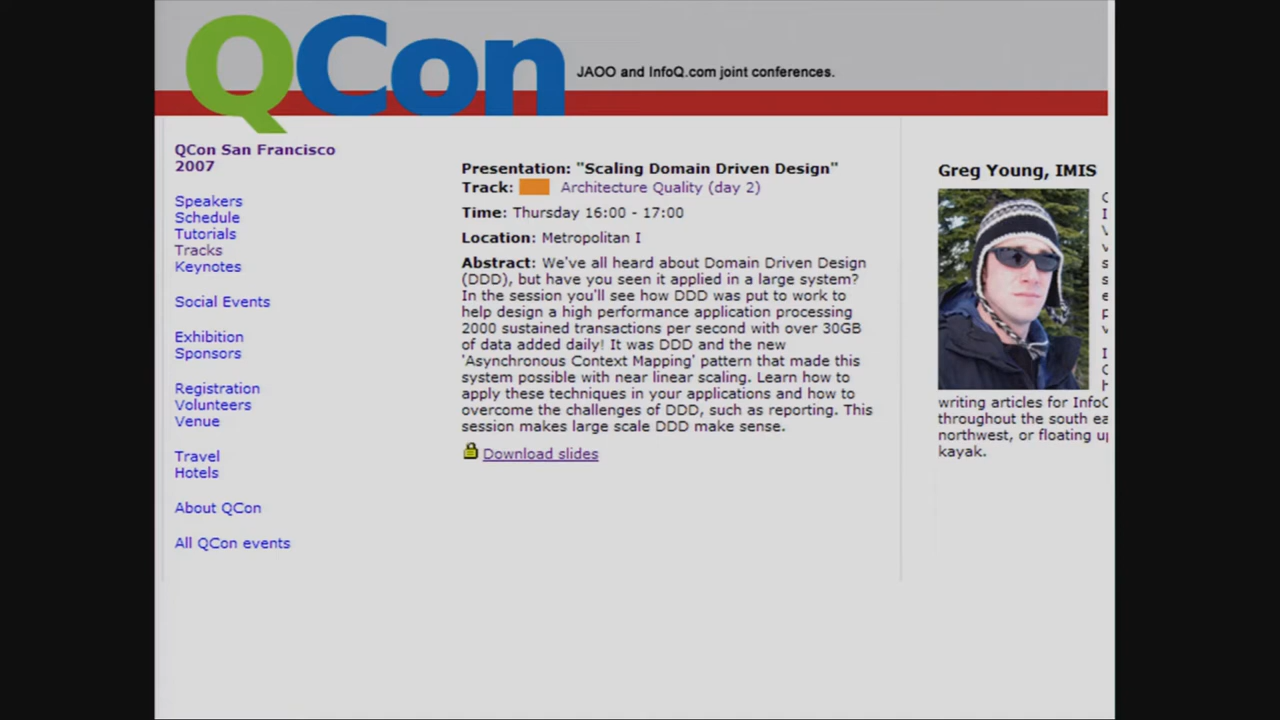 QCon
JAOO and InfoQ.com joint conferences.
QCon San Francisco
2007
Speakers
Schedule
Tutorials
Tracks
Keynotes
Social Events
Exhibition
Sponsors
Registration
Volunteers
Venue
Travel
Hotels
About QCon
All QCon events
Presentation: "Scaling Domain Driven Design"
Track: Architecture Quality (day 2)
Time: Thursday 16:00 - 17:00
Location: Metropolitan I
Abstract: We've all heard about Domain Driven Design
(DDD), but have you seen it applied in a large system?
In the session you'll see how DDD was put to work to
help design a high performance application processing
2000 sustained transactions per second with over 30GB
of data added daily! It was DDD and the new
'Asynchronous Context Mapping' pattern that made this
system possible with near linear scaling. Learn how to
apply these techniques in your applications and how to
overcome the challenges of DDD, such as reporting. This
session makes large scale DDD make sense.
Download slides
Greg Young, IMIS
writing articles for InfoQ
throughout the south ea
northwest, or floating up
kayak.